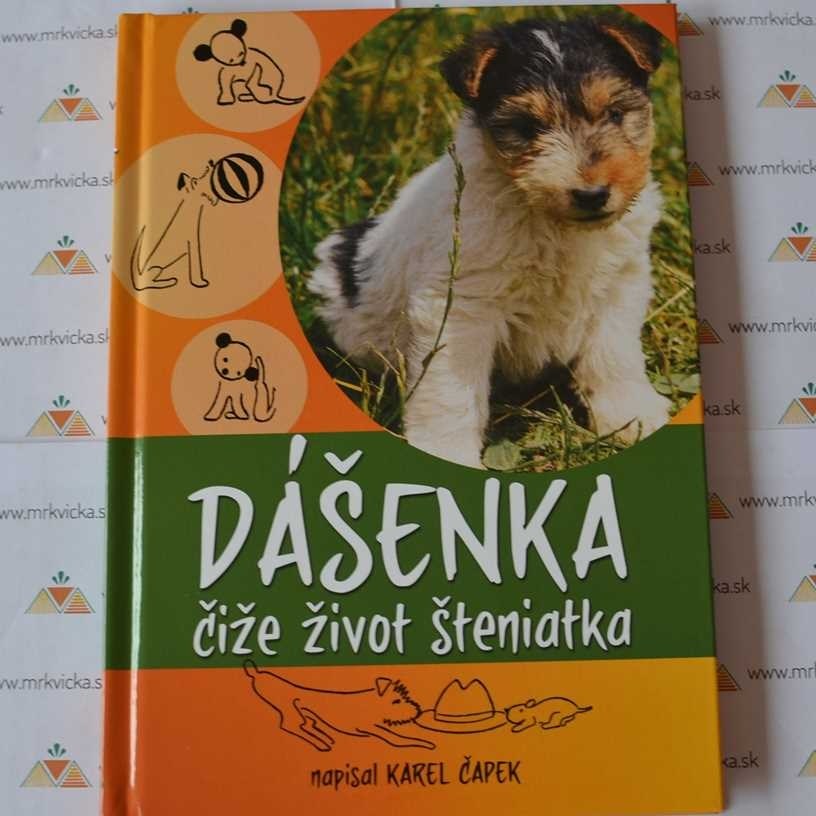 www.mrkvicka.sk
DÁŠENKA
čiže život šteniatka
napísal KAREL ČAPEK